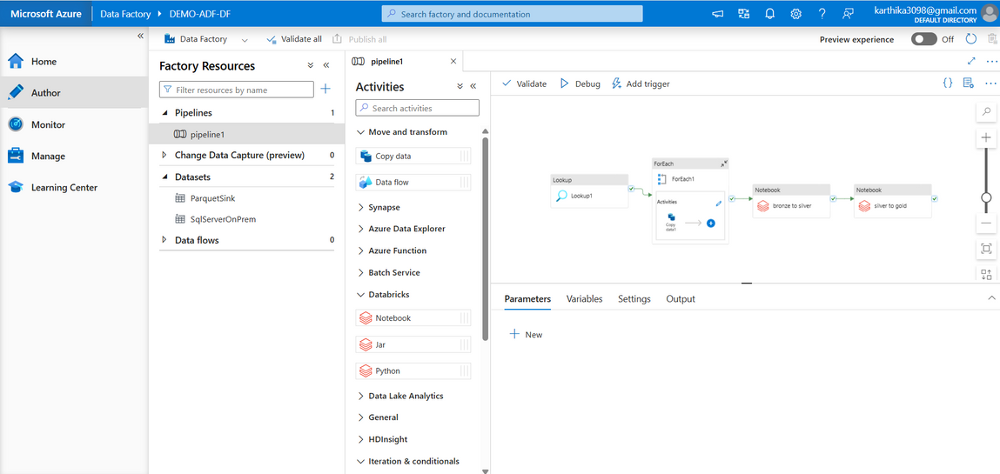 Microsoft Azure
Data Factory
DEMO-ADF-DF
Search factory and documentation
karthika3098@gmail.com
DEFAULT DIRECTORY
Data Factory
Validate all
Publish all
Preview experience
Off
Home
Author
Monitor
Manage
Learning Center
Factory Resources
Filter resources by name
Pipelines 1
pipeline1
Change Data Capture (preview) 0
Datasets 2
ParquetSink
SqlServerOnPrem
Data flows 0
pipeline1
Activities
Search activities
Move and transform
Copy data
Data flow
Synapse
Azure Data Explorer
Azure Function
Batch Service
Databricks
Notebook
Jar
Python
Data Lake Analytics
General
HDInsight
Iteration & conditionals
Validate
Debug
Add trigger
Lookup
Lookup1
ForEach
ForEach1
Activities
Copy
data1
Notebook
bronze to silver
Notebook
silver to gold
Parameters
Variables
Settings
Output
New